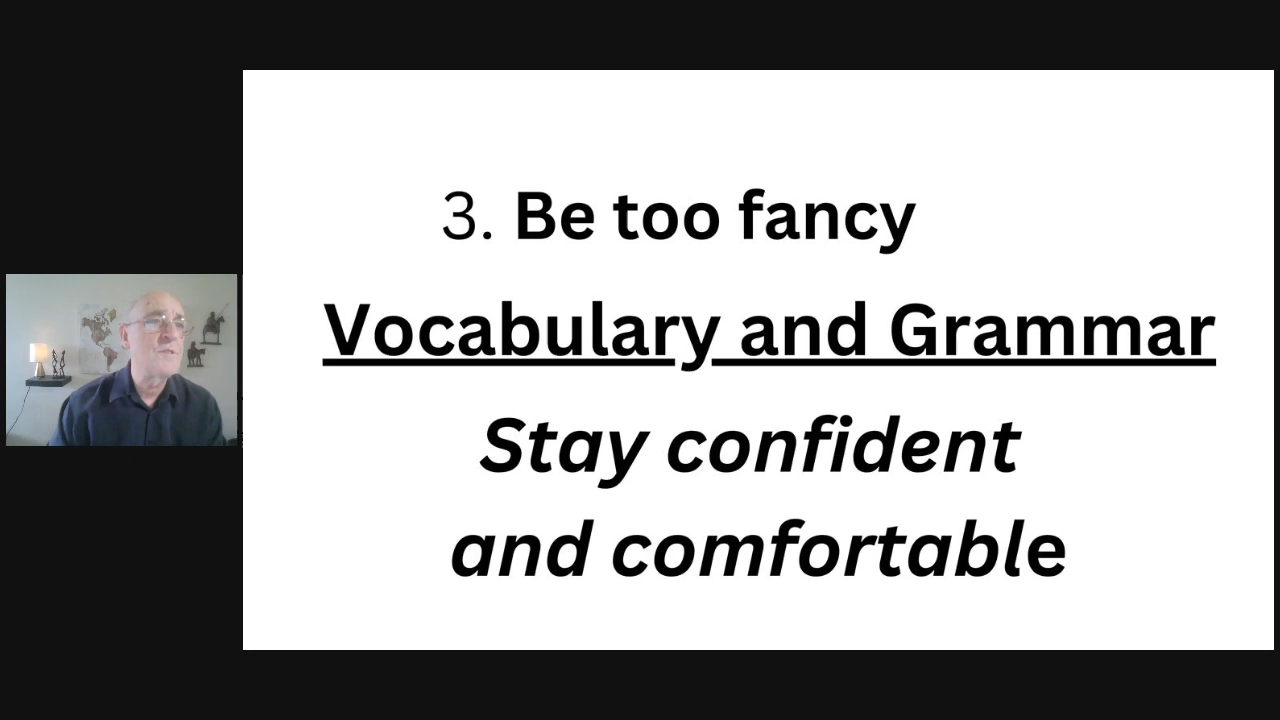 3. Be too fancy
Vocabulary and Grammar
Stay confident
and comfortable